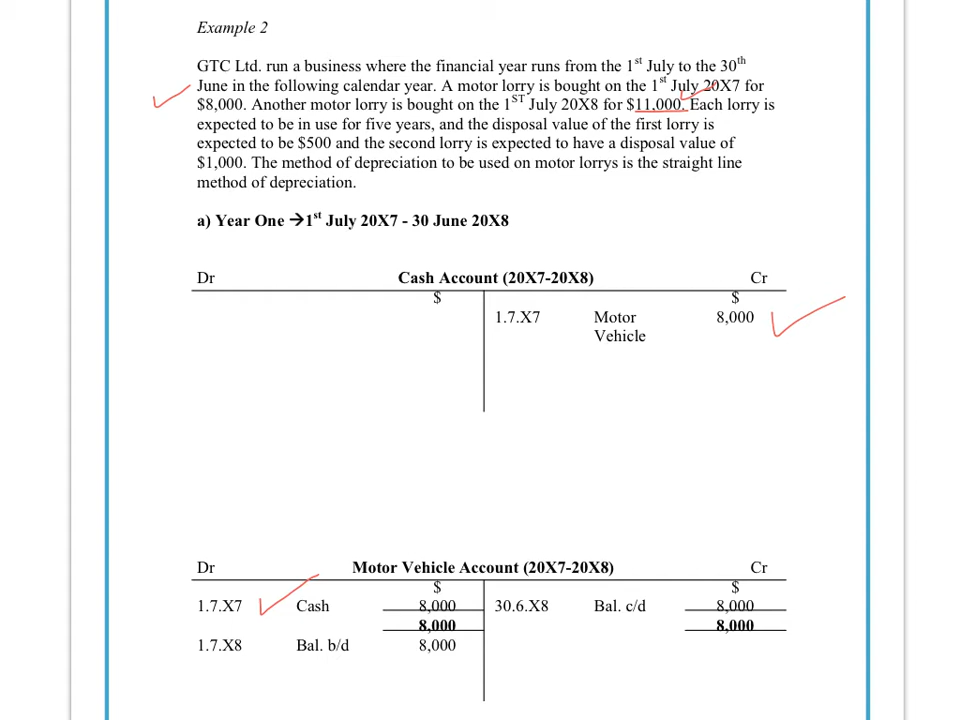 Example 2
GTC Ltd. run a business where the financial year runs from the 1st July to the 30th
June in the following calendar year. A motor lorry is bought on the 1st July 20X7 for
$8,000. Another motor lorry is bought on the 1ST July 20X8 for $11,000. Each lorry is
expected to be in use for five years, and the disposal value of the first lorry is
expected to be $500 and the second lorry is expected to have a disposal value of
$1,000. The method of depreciation to be used on motor lorrys is the straight line
method of depreciation.
a) Year One →1st July 20X7 - 30 June 20X8
Dr Cash Account (20X7-20X8) Cr
$ $
1.7.X7 Motor 8,000
Vehicle
Dr Motor Vehicle Account (20X7-20X8) Cr
$ $
1.7.X7 Cash 8,000 30.6.X8 Bal. c/d 8,000
8,000 8,000
1.7.X8 Bal. b/d 8,000